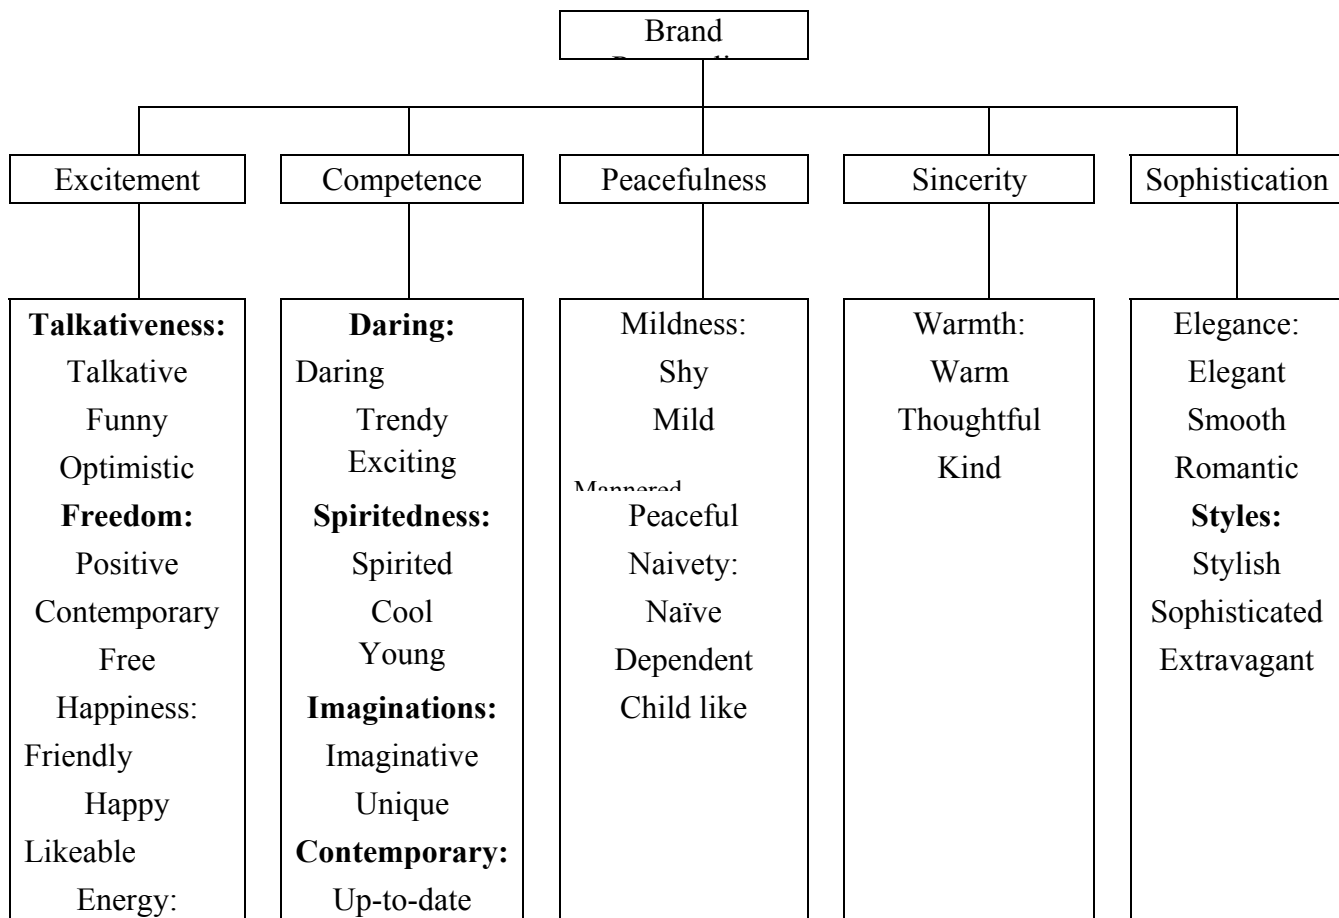 Brand
Excitement
Competence
Peacefulness
Sincerity
Sophistication
Talkativeness:
Talkative
Funny
Optimistic
Freedom:
Positive
Contemporary
Free
Happiness:
Friendly
Happy
Likeable
Energy:
Daring:
Daring
Trendy
Exciting
Spiritedness:
Spirited
Cool
Young
Imaginations:
Imaginative
Unique
Contemporary:
Up-to-date
Mildness:
Shy
Mild
Mannered
Peaceful
Naivety:
Naïve
Dependent
Child like
Warmth:
Warm
Thoughtful
Kind
Elegance:
Elegant
Smooth
Romantic
Styles:
Stylish
Sophisticated
Extravagant